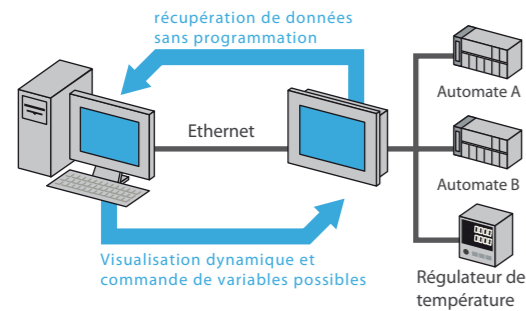 récupération de données
sans programmation
Automate A
Ethernet
Automate B
Visualisation dynamique et
commande de variables possibles
Régulateur de
température